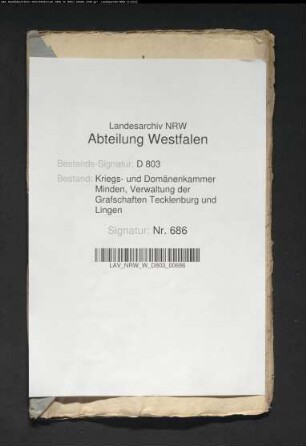 Landesarchiv NRW
Abteilung Westfalen
Bestands-Signatur: D 803
Bestand: Kriegs- und Domänenkammer
Minden, Verwaltung der
Grafschaften Tecklenburg und
Lingen
Signatur: Nr. 686
LAV_NRW_W_D803_00686